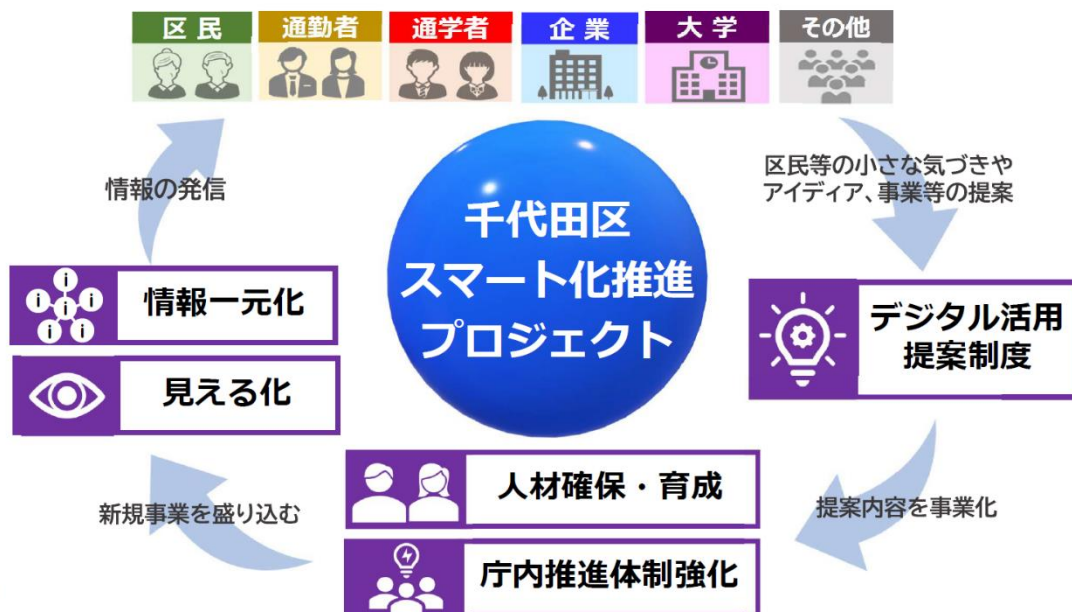 区民
通勤者
通学者
企業
大学
その他
情報の発信
区民等の小さな気づきや
アイディア、事業等の提案
千代田区
スマート化推進
プロジェクト
情報一元化
見える化
デジタル活用
提案制度
人材確保・育成
庁内推進体制強化
新規事業を盛り込む
提案内容を事業化